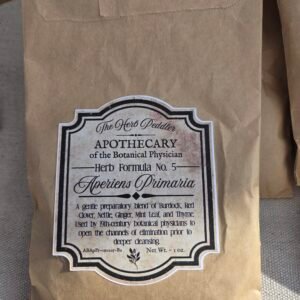 The Herb Peddler
APOTHECARY
of the Botanical Physician
Herb Formula No. 5
Aperiens Primaria
A gentle preparatory blend of Burdock, Red
Clover, Nettle, Ginger, Mint Leaf, and Thyme.
Used by 19th-century botanical physicians to
open the channels of elimination prior to
deeper cleansing.
Net Wt. - 1 oz.